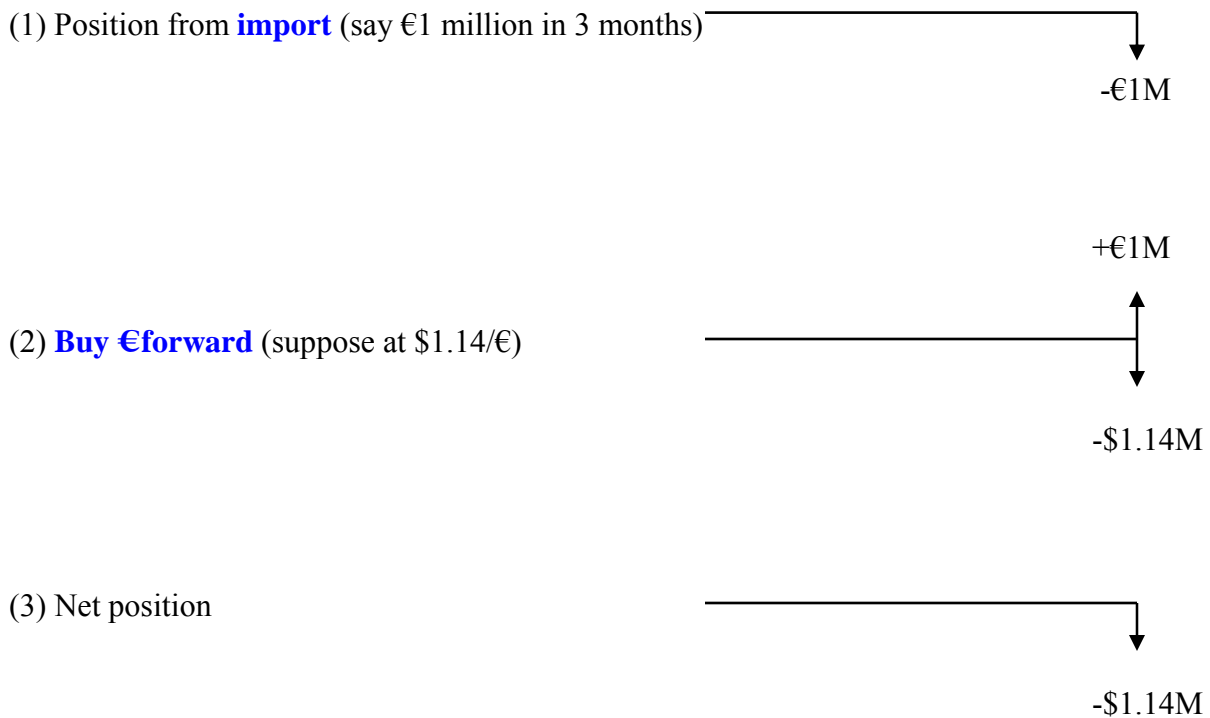 (1) Position from import (say €1 million in 3 months)
-€1M
+€1M
(2) Buy €forward (suppose at $1.14/€)
-$1.14M
(3) Net position
-$1.14M